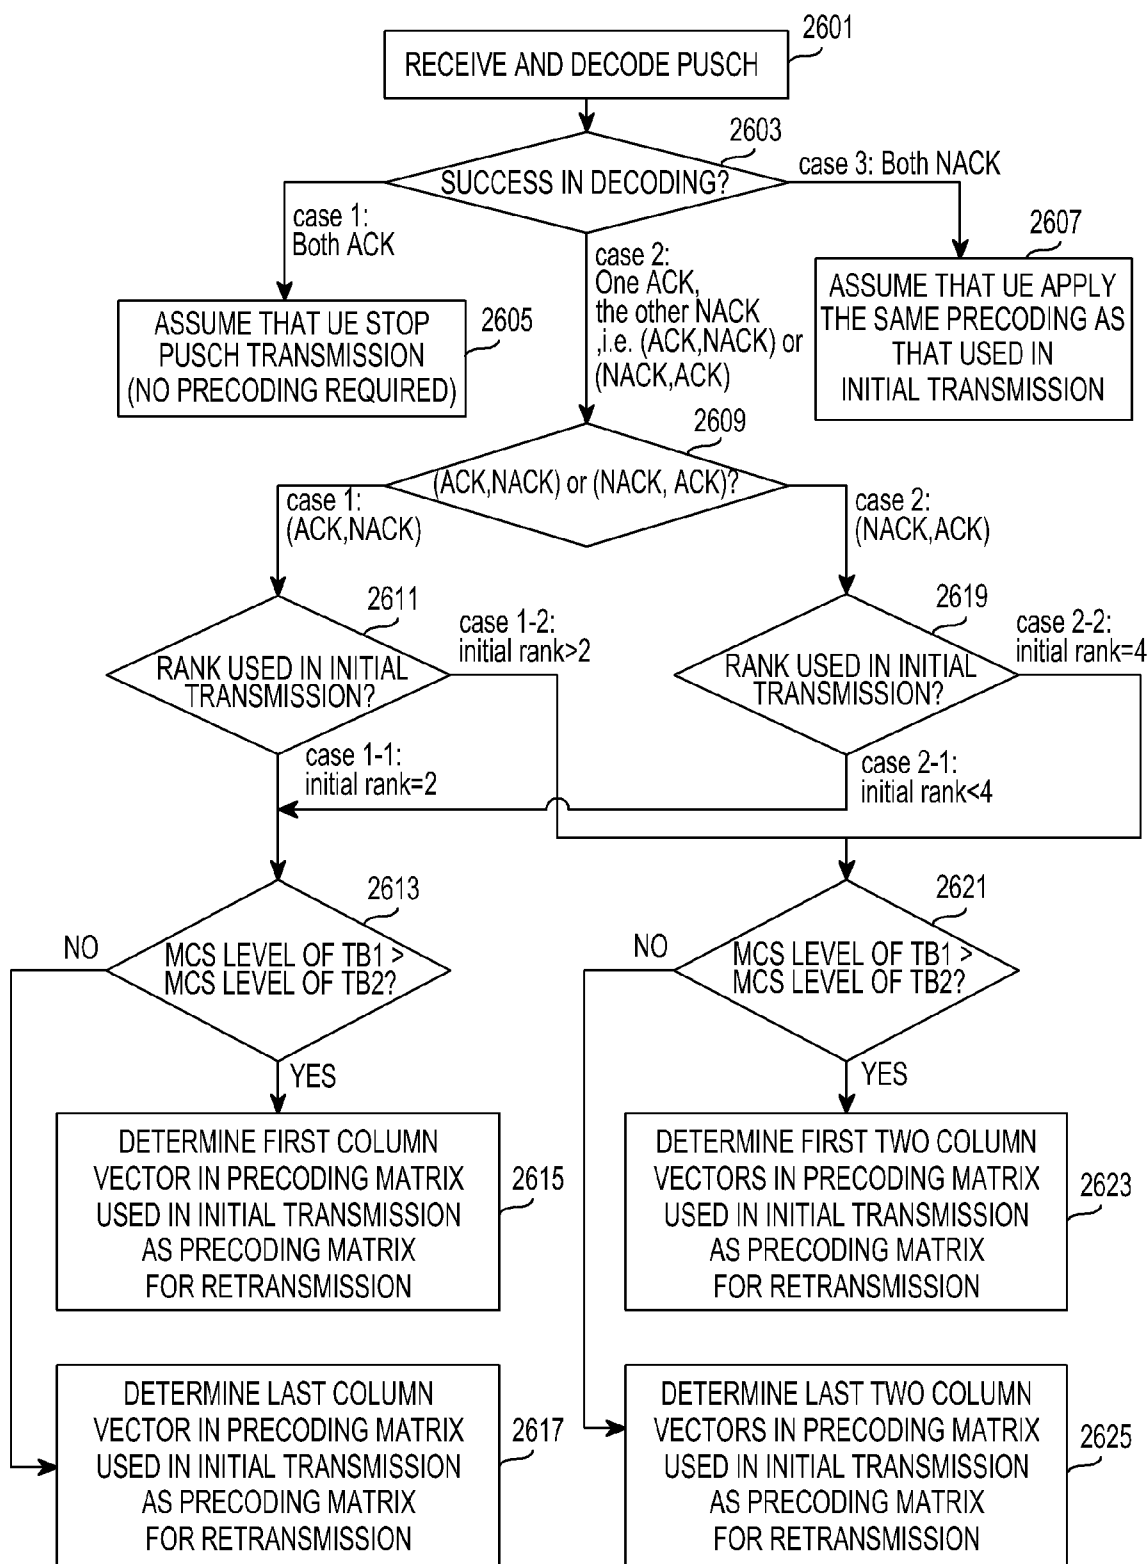 2601
RECEIVE AND DECODE PUSCH
2603
SUCCESS IN DECODING?
case 3: Both NACK
case 1:
Both ACK
case 2:
One ACK,
the other NACK
,i.e. (ACK,NACK) or
(NACK,ACK)
2607
ASSUME THAT UE APPLY
THE SAME PRECODING AS
THAT USED IN
INITIAL TRANSMISSION
2605
ASSUME THAT UE STOP
PUSCH TRANSMISSION
(NO PRECODING REQUIRED)
2609
(ACK,NACK) or (NACK, ACK)?
case 1:
(ACK,NACK)
case 2:
(NACK,ACK)
2611
RANK USED IN INITIAL
TRANSMISSION?
case 1-2:
initial rank>2
2619
RANK USED IN INITIAL
TRANSMISSION?
case 2-2:
initial rank=4
case 1-1:
initial rank=2
case 2-1:
initial rank<4
2613
NO
MCS LEVEL OF TB1 >
MCS LEVEL OF TB2?
YES
2621
NO
MCS LEVEL OF TB1 >
MCS LEVEL OF TB2?
YES
DETERMINE FIRST COLUMN
VECTOR IN PRECODING MATRIX
USED IN INITIAL TRANSMISSION
AS PRECODING MATRIX
FOR RETRANSMISSION
2615
DETERMINE FIRST TWO COLUMN
VECTORS IN PRECODING MATRIX
USED IN INITIAL TRANSMISSION
AS PRECODING MATRIX
FOR RETRANSMISSION
2623
DETERMINE LAST COLUMN
VECTOR IN PRECODING MATRIX
USED IN INITIAL TRANSMISSION
AS PRECODING MATRIX
FOR RETRANSMISSION
2617
DETERMINE LAST TWO COLUMN
VECTORS IN PRECODING MATRIX
USED IN INITIAL TRANSMISSION
AS PRECODING MATRIX
FOR RETRANSMISSION
2625